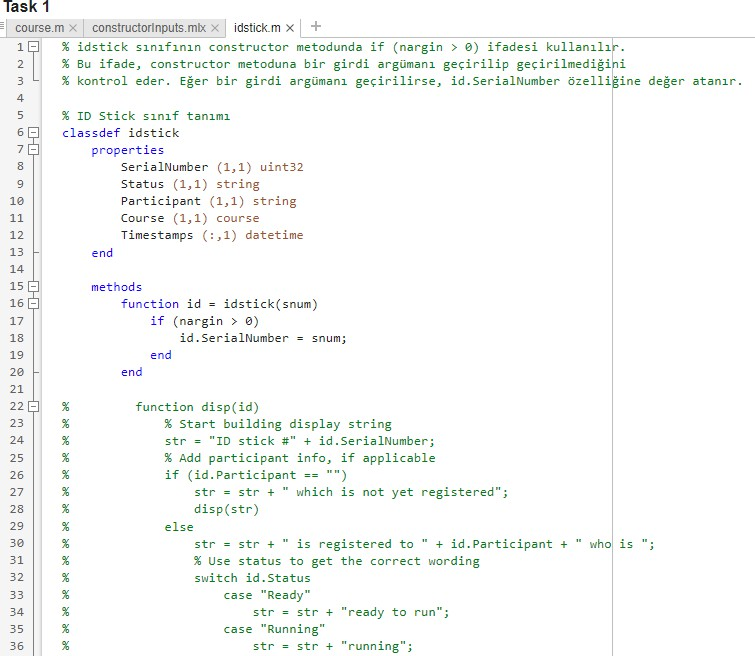 Task 1
course.m × constructorInputs.mlx × idstick.m × +
1 % idstick sınıfının constructor metodunda if (nargin > 0) ifadesi kullanılır.
2 % Bu ifade, constructor metoduna bir girdi argümanı geçirilip geçirilmediğini
3 % kontrol eder. Eğer bir girdi argümanı geçirilirse, id.SerialNumber özelliğine değer atanır.
4
5 % ID Stick sınıf tanımı
6 classdef idstick
7 properties
8 SerialNumber (1,1) uint32
9 Status (1,1) string
10 Participant (1,1) string
11 Course (1,1) course
12 Timestamps (:,1) datetime
13 end
14
15 methods
16 function id = idstick(snum)
17 if (nargin > 0)
18 id.SerialNumber = snum;
19 end
20 end
21
22 % function disp(id)
23 % % Start building display string
24 % str = "ID stick #" + id.SerialNumber;
25 % % Add participant info, if applicable
26 % if (id.Participant == "")
27 % str = str + " which is not yet registered";
28 % disp(str)
29 % else
30 % str = str + " is registered to " + id.Participant + " who is ";
31 % % Use status to get the correct wording
32 % switch id.Status
33 % case "Ready"
34 % str = str + "ready to run";
35 % case "Running"
36 % str = str + "running";